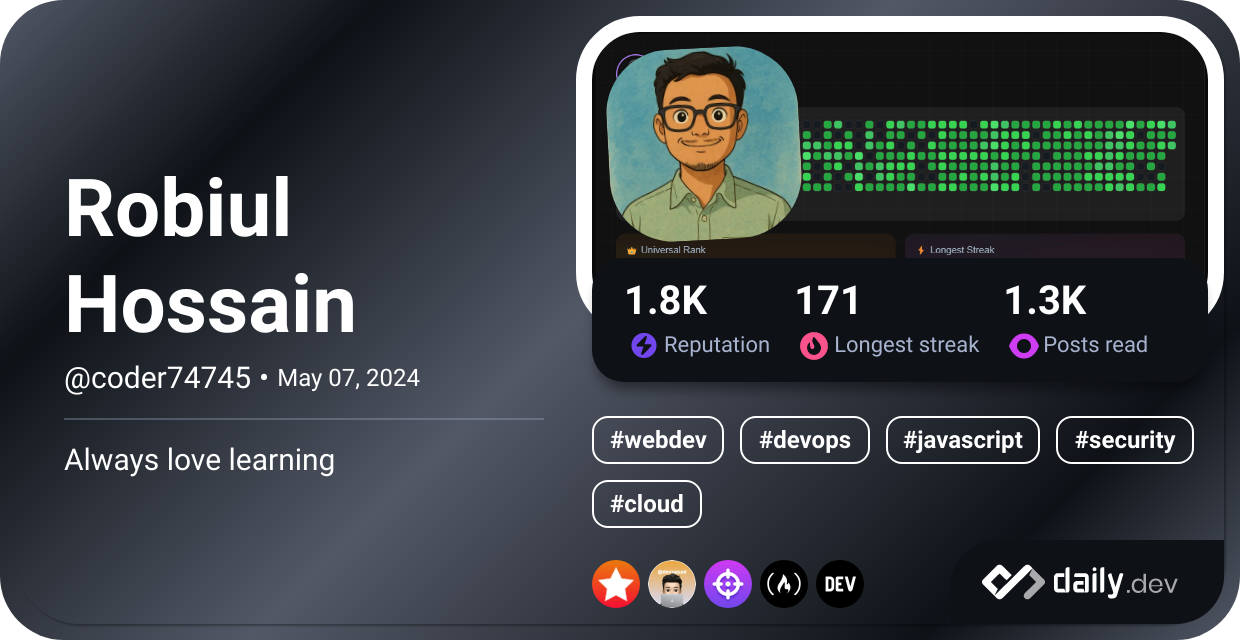 Robiul
Hossain
@coder74745 • May 07, 2024
Always love learning
Universal Rank
Longest Streak
1.8K
171
1.3K
Reputation
Longest streak
Posts read
#webdev
#devops
#javascript
#security
#cloud
DEV
daily.dev